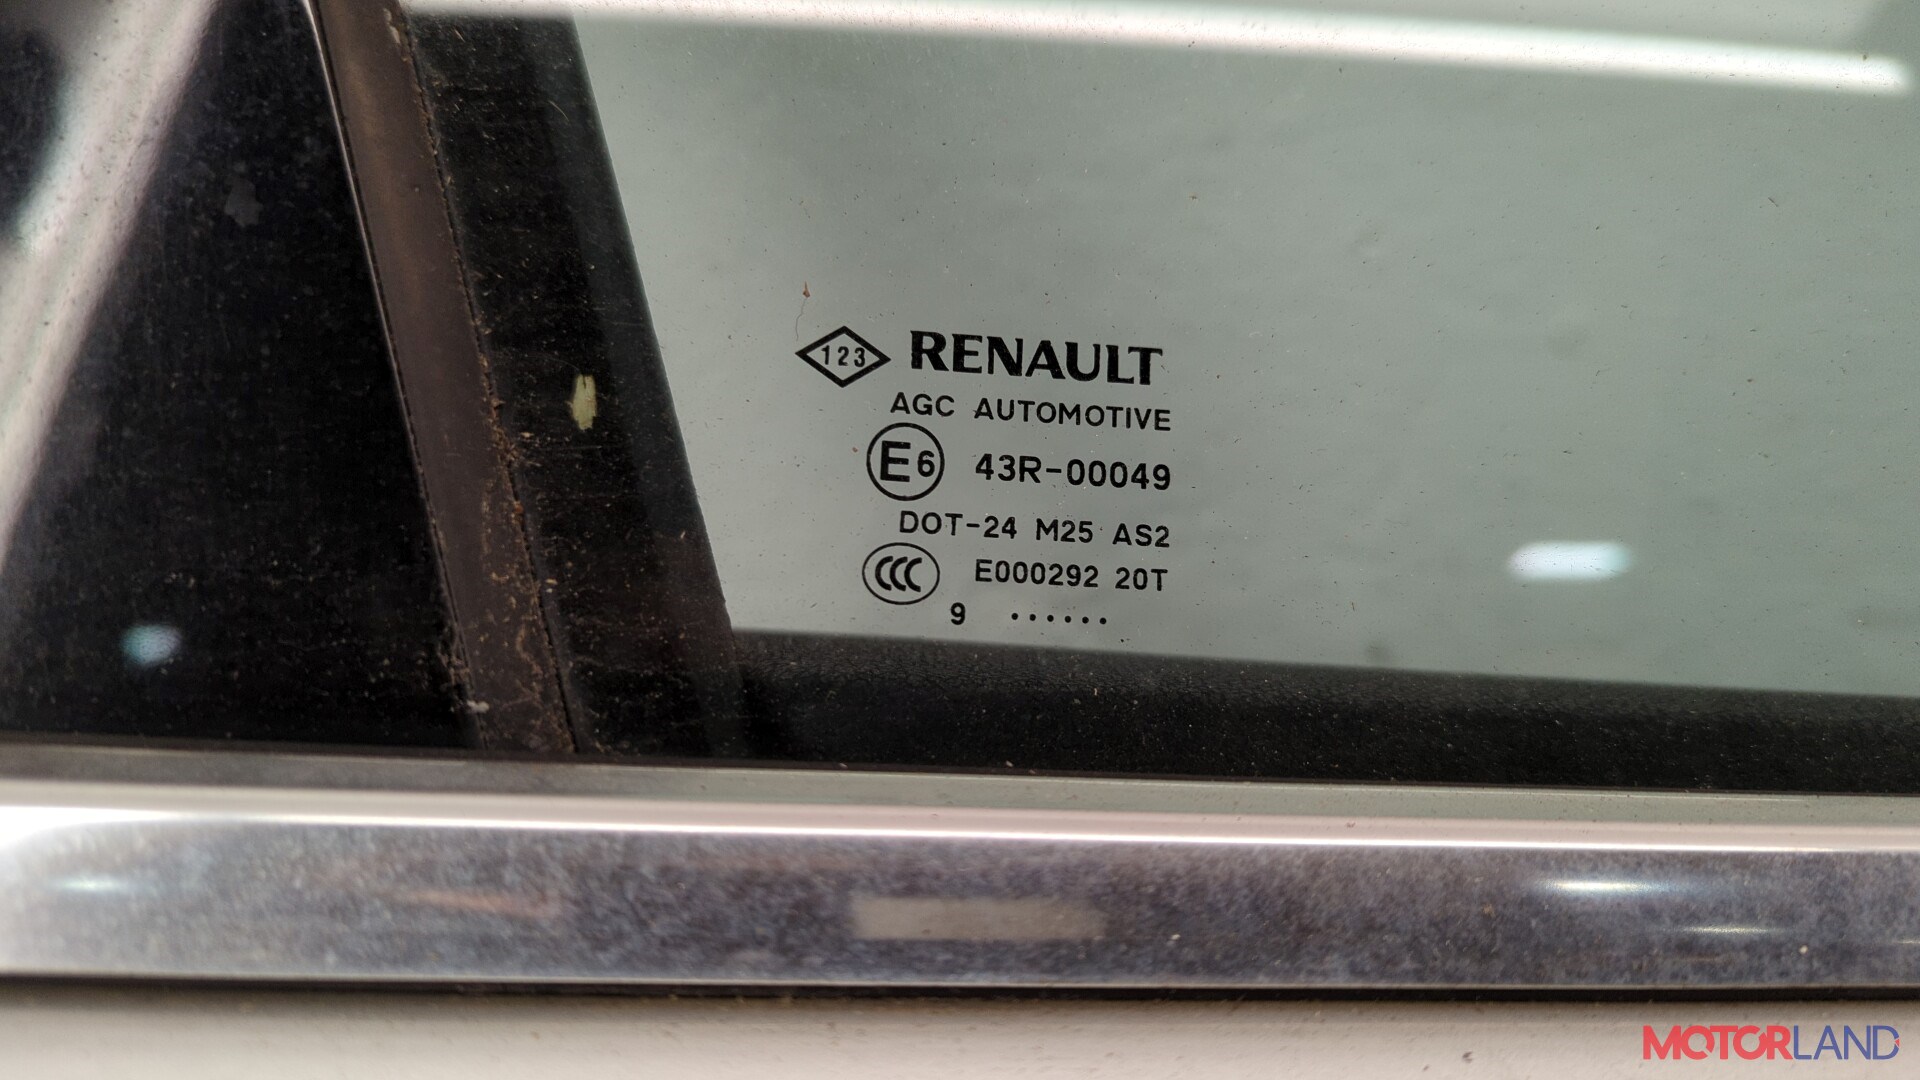 123 RENAULT
AGC AUTOMOTIVE
E6 43R-00049
DOT-24 M25 AS2
CCC E000292 20T
9 ......
MOTORLAND